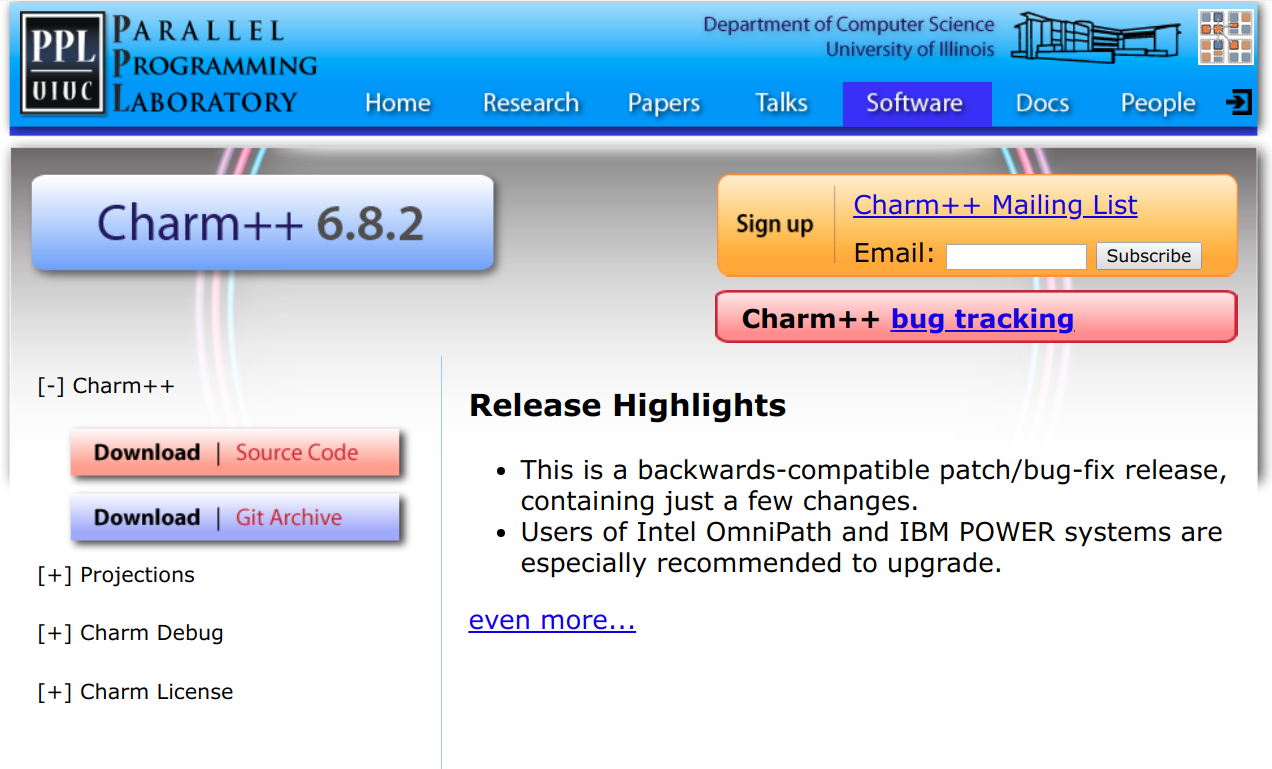 PPL
UIUC
PARALLEL
PROGRAMMING
LABORATORY
Department of Computer Science
University of Illinois
Home Research Papers Talks Software Docs People
Charm++ 6.8.2
Sign up
Charm++ Mailing List
Email: Subscribe
Charm++ bug tracking
[-] Charm++
Download | Source Code
Download | Git Archive
[+] Projections
[+] Charm Debug
[+] Charm License
Release Highlights
• This is a backwards-compatible patch/bug-fix release,
containing just a few changes.
• Users of Intel OmniPath and IBM POWER systems are
especially recommended to upgrade.
even more...